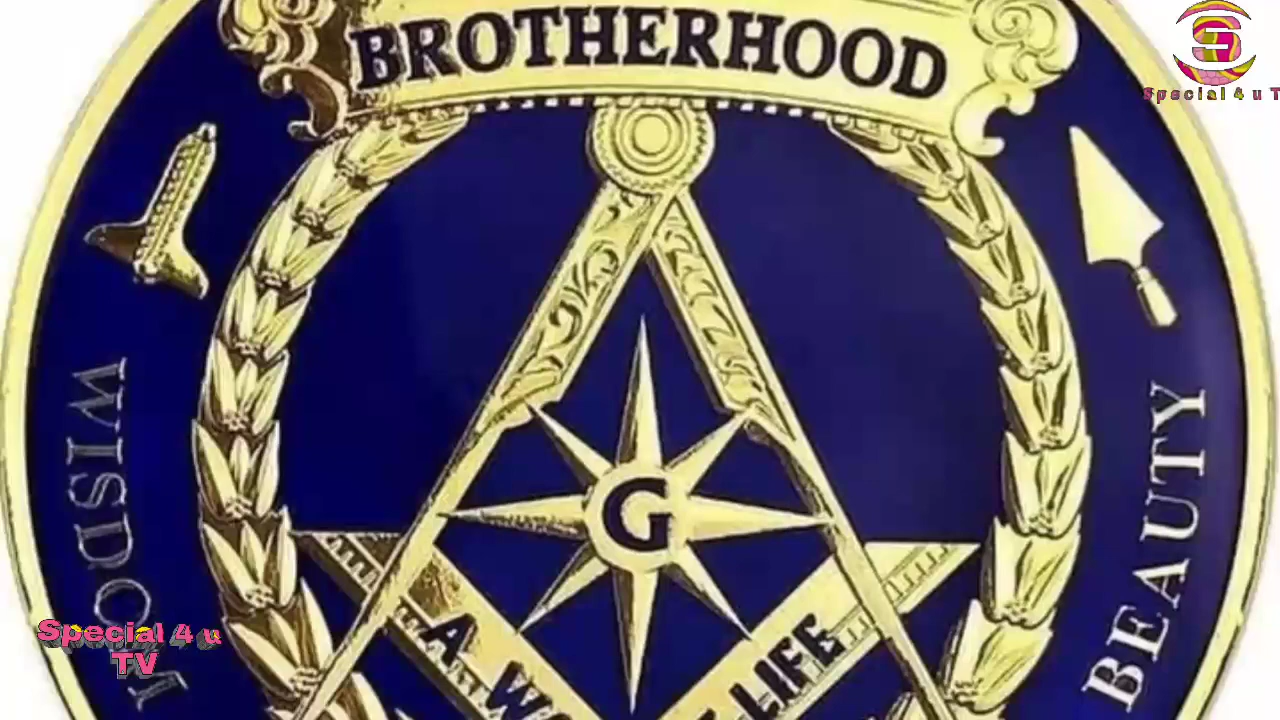 BROTHERHOOD
Special 4 u T
WISDOM
BEAUTY
G
A W
LIFE
Special 4 u
TV